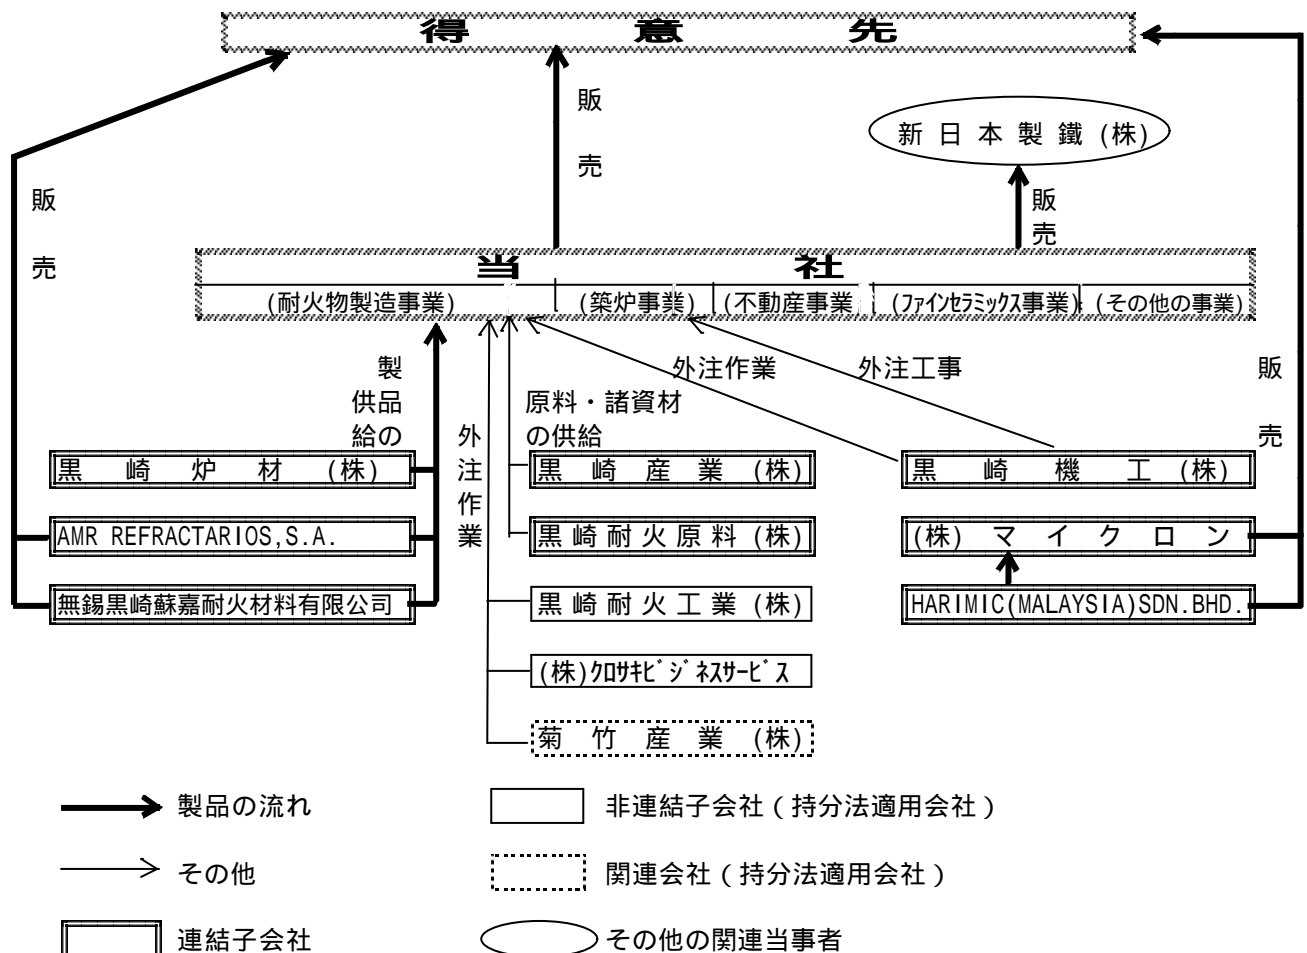 得意先
販売
新日本製鐵(株)
販売
販売
当社
(耐火物製造事業)
(築炉事業)
(不動産事業)
(ファインセラミックス事業)
(その他の事業)
製品の供給
外注作業
原料・諸資材
の供給
外注作業
外注工事
販売
黒崎炉材(株)
黒崎産業(株)
黒崎機工(株)
AMR REFRACTARIOS,S.A.
黒崎耐火原料(株)
(株)マイクロン
無錫黒崎蘇嘉耐火材料有限公司
黒崎耐火工業(株)
HARIMIC(MALAYSIA)SDN.BHD.
(株)クロサキビジネスサービス
菊竹産業(株)
製品の流れ
非連結子会社(持分法適用会社)
その他
関連会社(持分法適用会社)
連結子会社
その他の関連当事者